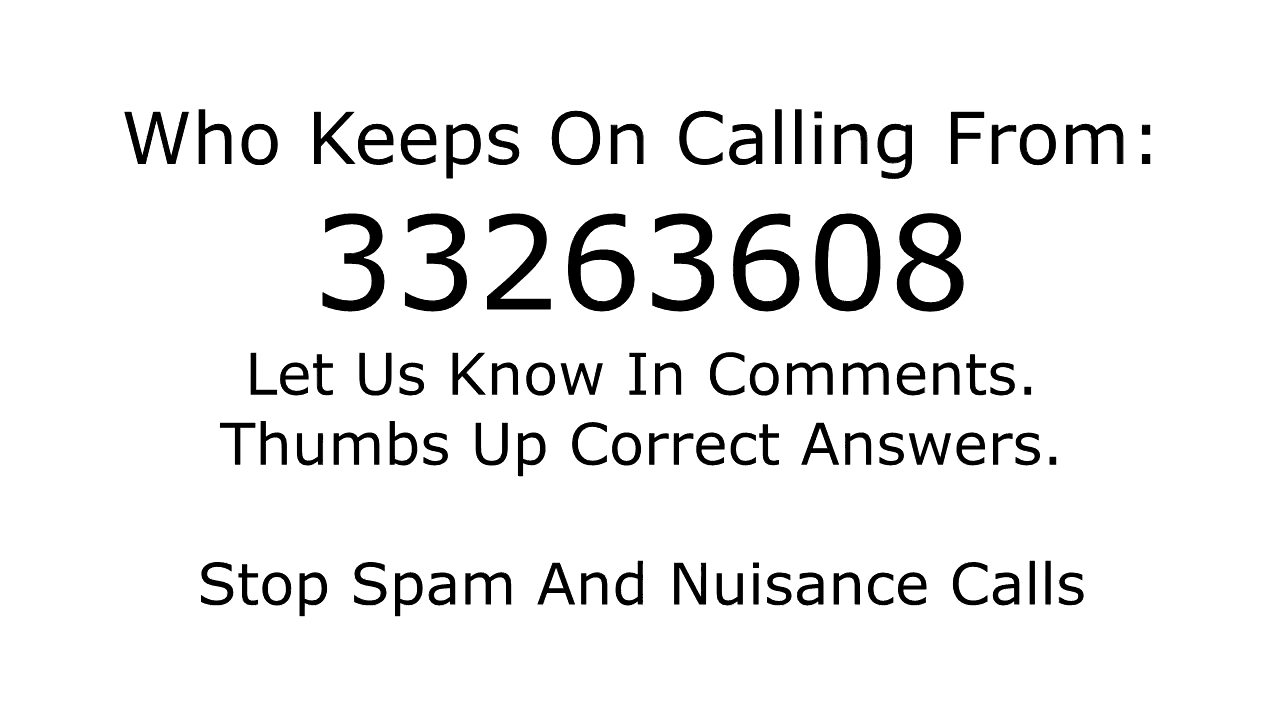 Who Keeps On Calling From:
33263608
Let Us Know In Comments.
Thumbs Up Correct Answers.
Stop Spam And Nuisance Calls